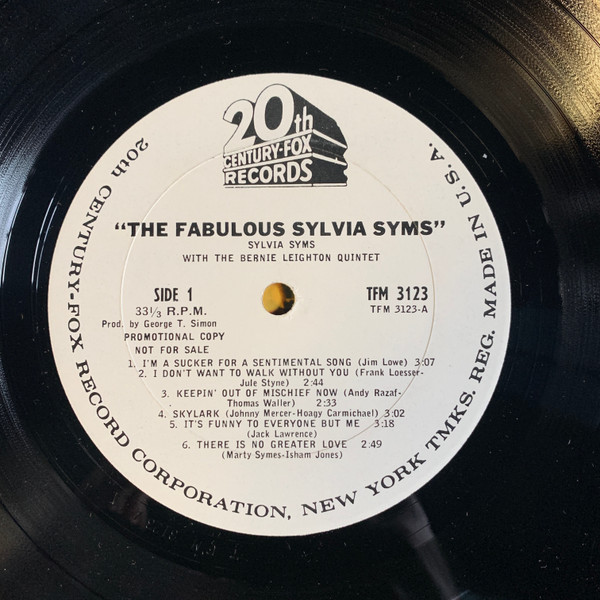 20th
CENTURY-FOX
RECORDS
"THE FABULOUS SYLVIA SYMS"
SYLVIA SYMS
WITH THE BERNIE LEIGHTON QUINTET
SIDE 1
TFM 3123
33⅓ R.P.M.
TFM 3123-A
Prod. by George T. Simon
PROMOTIONAL COPY
NOT FOR SALE
1. I'M A SUCKER FOR A SENTIMENTAL SONG (Jim Lowe) 3:07
2. I DON'T WANT TO WALK WITHOUT YOU (Frank Loesser-
Jule Styne) 2:44
3. KEEPIN' OUT OF MISCHIEF NOW (Andy Razaf-
Thomas Waller) 2:33
4. SKYLARK (Johnny Mercer-Hoagy Carmichael) 3:02
5. IT'S FUNNY TO EVERYONE BUT ME 3:18
(Jack Lawrence)
6. THERE IS NO GREATER LOVE 2:49
(Marty Symes-Isham Jones)
20th CENTURY-FOX RECORD CORPORATION, NEW YORK TMKS. REG. MADE IN U.S.A.